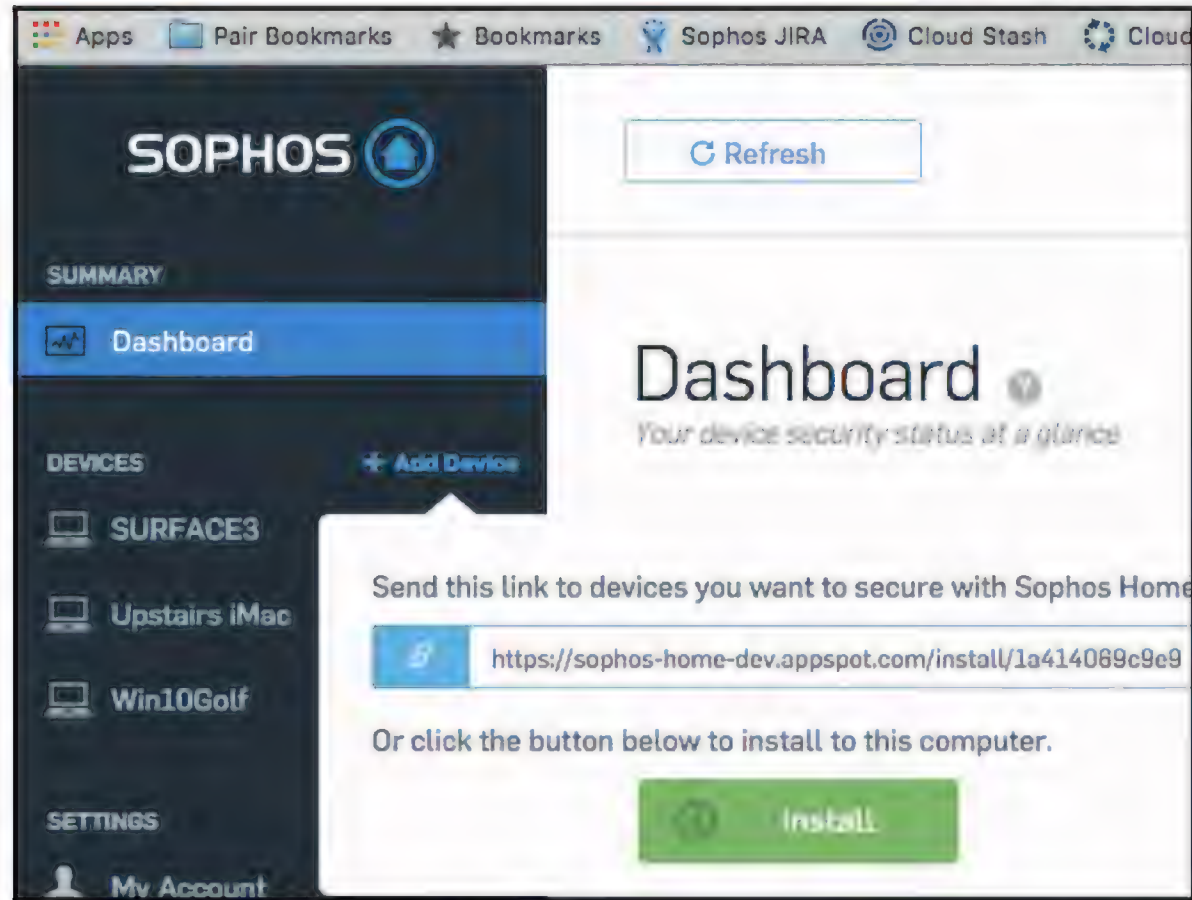 Apps Pair Bookmarks Bookmarks Sophos JIRA Cloud Stash Cloud
SOPHOS
Refresh
SUMMARY
Dashboard
Dashboard
Your device security status at a glance
DEVICES + Add Device
SURFACE3
Upstairs iMac
Win10Golf
Send this link to devices you want to secure with Sophos Home
https://sophos-home-dev.appspot.com/install/1a414069c9e9
Or click the button below to install to this computer.
Install
SETTINGS
My Account